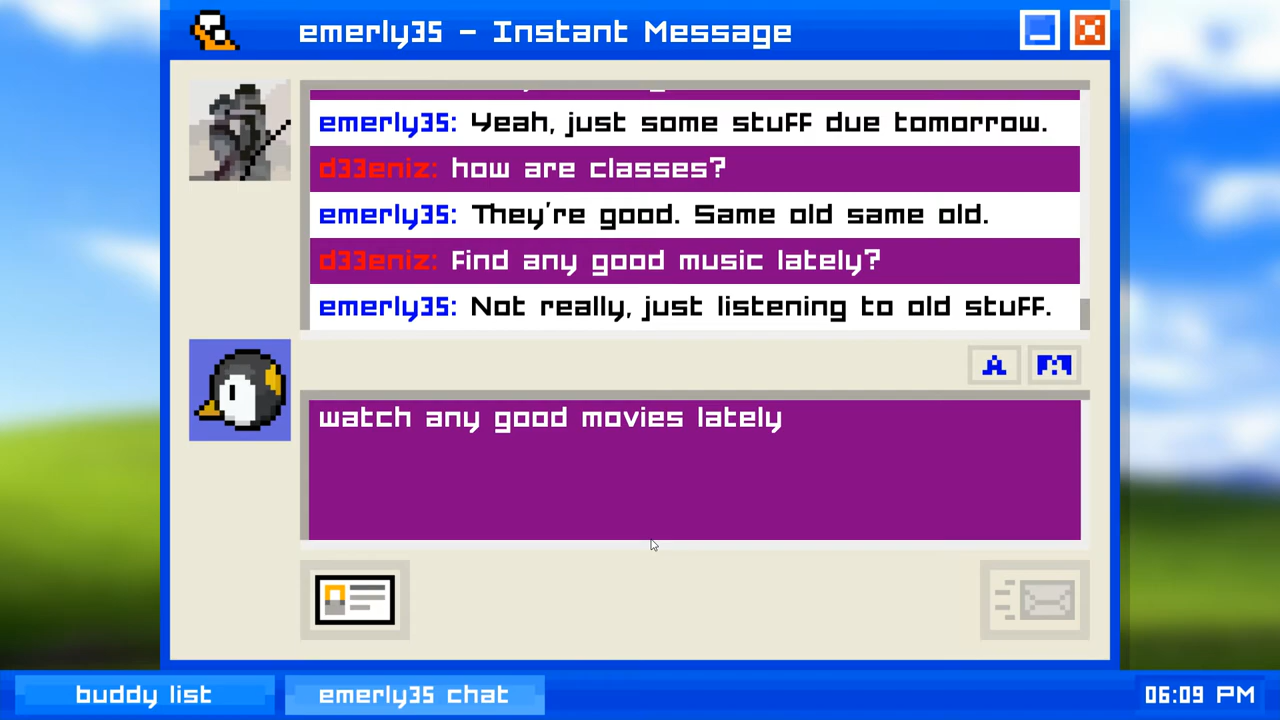 emerly35 - Instant Message
emerly35: Yeah, just some stuff due tomorrow.
d33eniz: how are classes?
emerly35: They're good. Same old same old.
d33eniz: Find any good music lately?
emerly35: Not really, just listening to old stuff.
A
watch any good movies lately
buddy list
emerly35 chat
06:09 PM